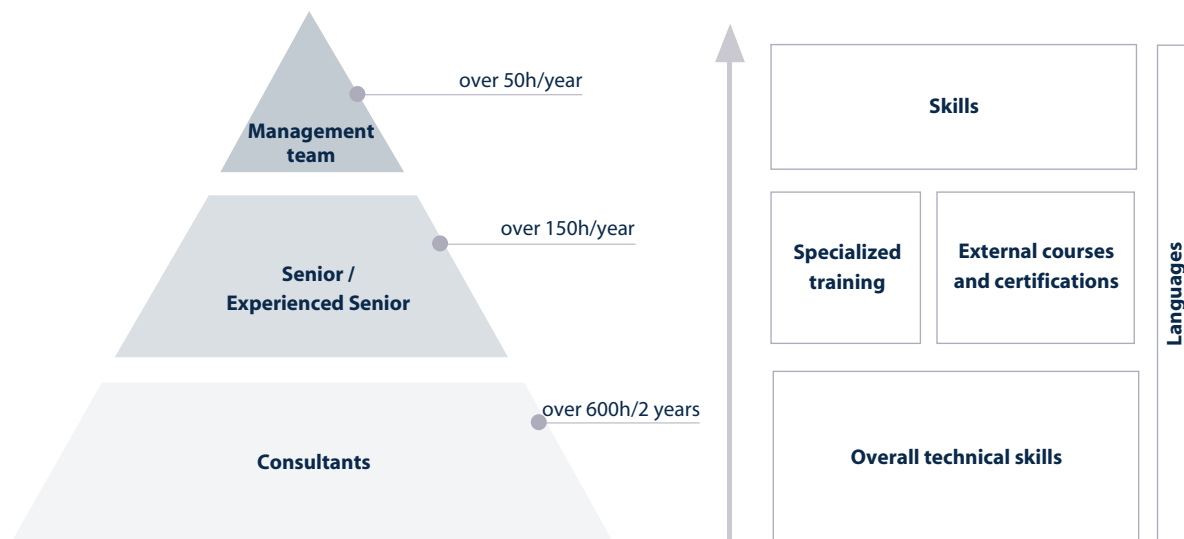 over 50h/year
Management
team
over 150h/year
Senior /
Experienced Senior
over 600h/2 years
Consultants
Skills
Specialized
training
External courses
and certifications
Overall technical skills
Languages